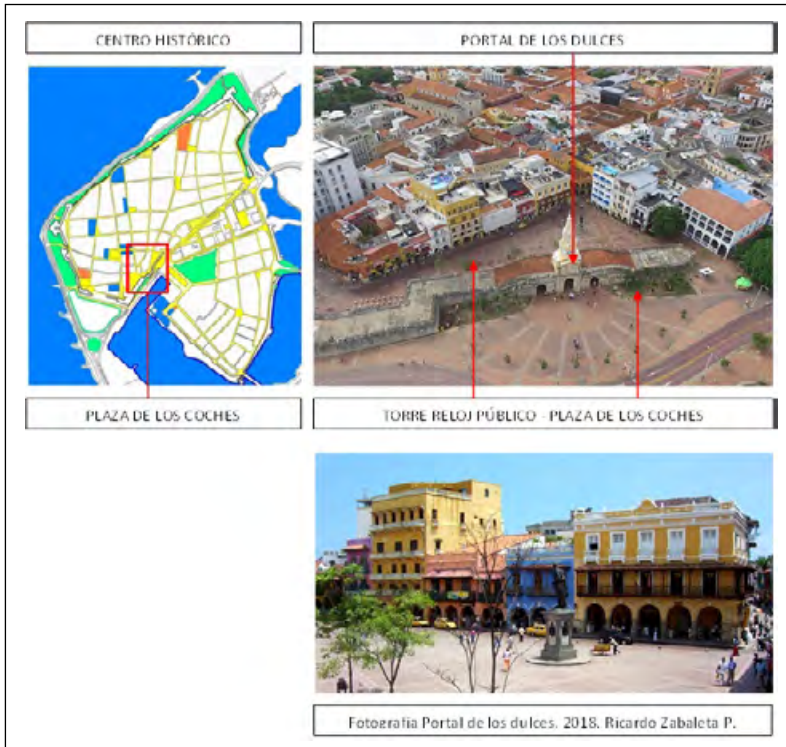 CENTRO HISTÓRICO
PORTAL DE LOS DULCES
PLAZA DE LOS COCHES
TORRE RELOJ PÚBLICO - PLAZA DE LOS COCHES
Fotografía Portal de los dulces. 2018. Ricardo Zabaleta P.